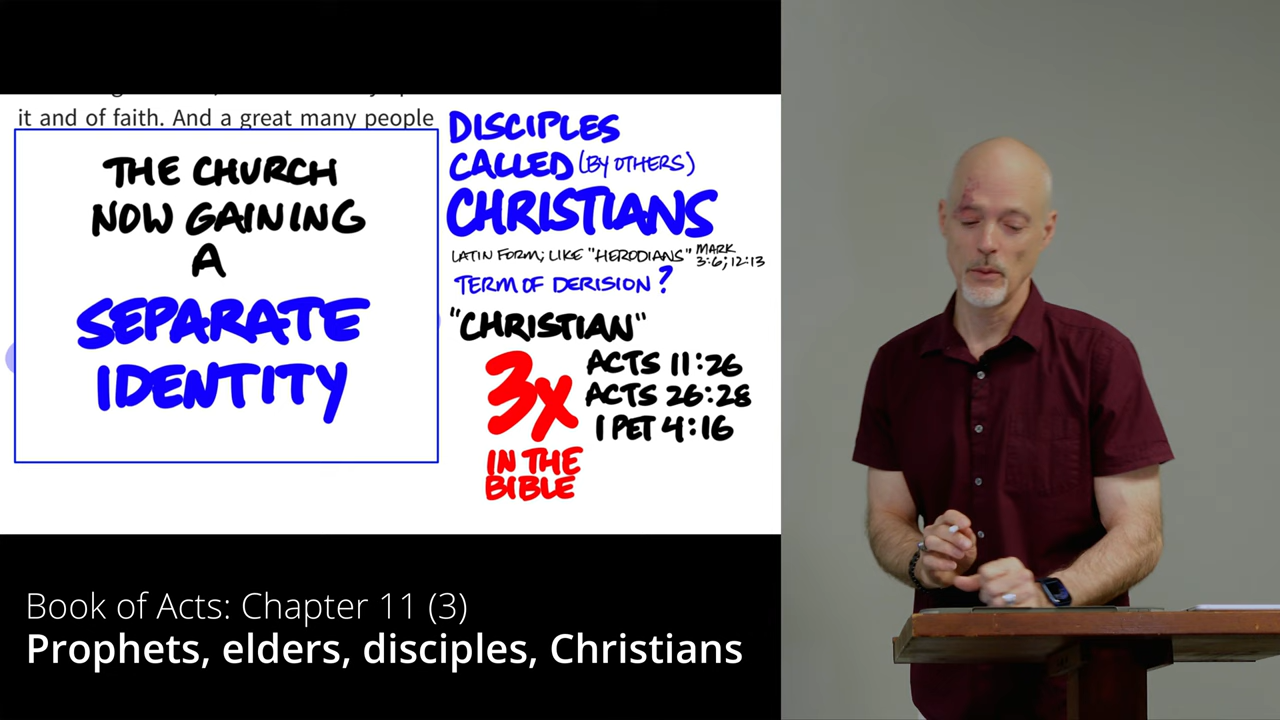 it and of faith. And a great many people
THE CHURCH
NOW GAINING
A
SEPARATE
IDENTITY
DISCIPLES
CALLED (BY OTHERS)
CHRISTIANS
LATIN FORM; LIKE "HERODIANS" MARK 3:6; 12:13
TERM OF DERISION?
"CHRISTIAN"
3x
IN THE
BIBLE
ACTS 11:26
ACTS 26:28
1 PET 4:16
Book of Acts: Chapter 11 (3)
Prophets, elders, disciples, Christians